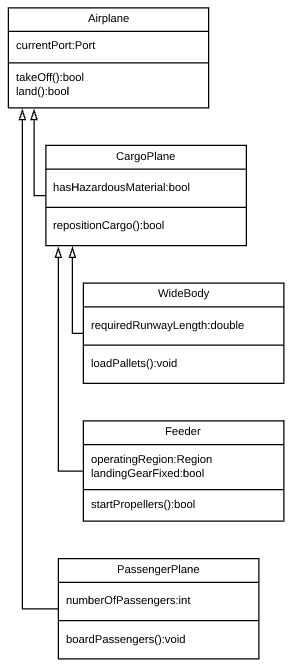 Airplane
currentPort:Port
takeOff():bool
land():bool
CargoPlane
hasHazardousMaterial:bool
repositionCargo():bool
WideBody
requiredRunwayLength:double
loadPallets():void
Feeder
operatingRegion:Region
landingGearFixed:bool
startPropellers():bool
PassengerPlane
numberOfPassengers:int
boardPassengers():void